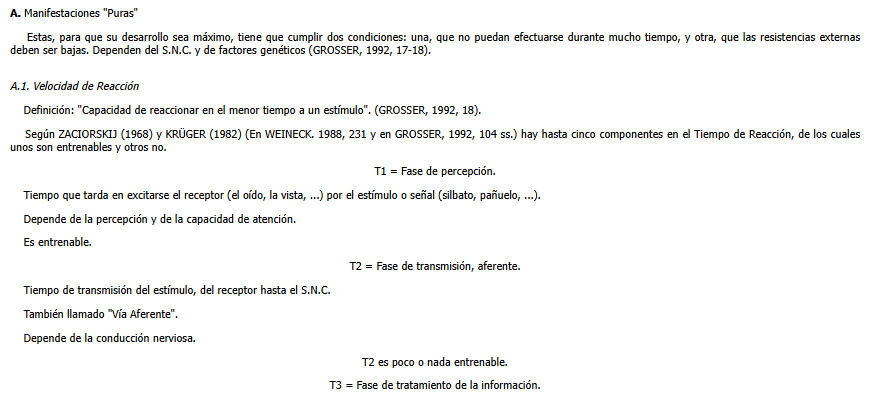 A. Manifestaciones "Puras"
Estas, para que su desarrollo sea máximo, tiene que cumplir dos condiciones: una, que no puedan efectuarse durante mucho tiempo, y otra, que las resistencias externas
deben ser bajas. Dependen del S.N.C. y de factores genéticos (GROSSER, 1992, 17-18).
A.1. Velocidad de Reacción
Definición: "Capacidad de reaccionar en el menor tiempo a un estímulo". (GROSSER, 1992, 18).
Según ZACIORSKIJ (1968) y KRÜGER (1982) (En WEINECK. 1988, 231 y en GROSSER, 1992, 104 ss.) hay hasta cinco componentes en el Tiempo de Reacción, de los cuales
unos son entrenables y otros no.
T1 = Fase de percepción.
Tiempo que tarda en excitarse el receptor (el oído, la vista, ...) por el estímulo o señal (silbato, pañuelo, ...).
Depende de la percepción y de la capacidad de atención.
Es entrenable.
T2 = Fase de transmisión, aferente.
Tiempo de transmisión del estímulo, del receptor hasta el S.N.C.
También llamado "Vía Aferente".
Depende de la conducción nerviosa.
T2 es poco o nada entrenable.
T3 = Fase de tratamiento de la información.